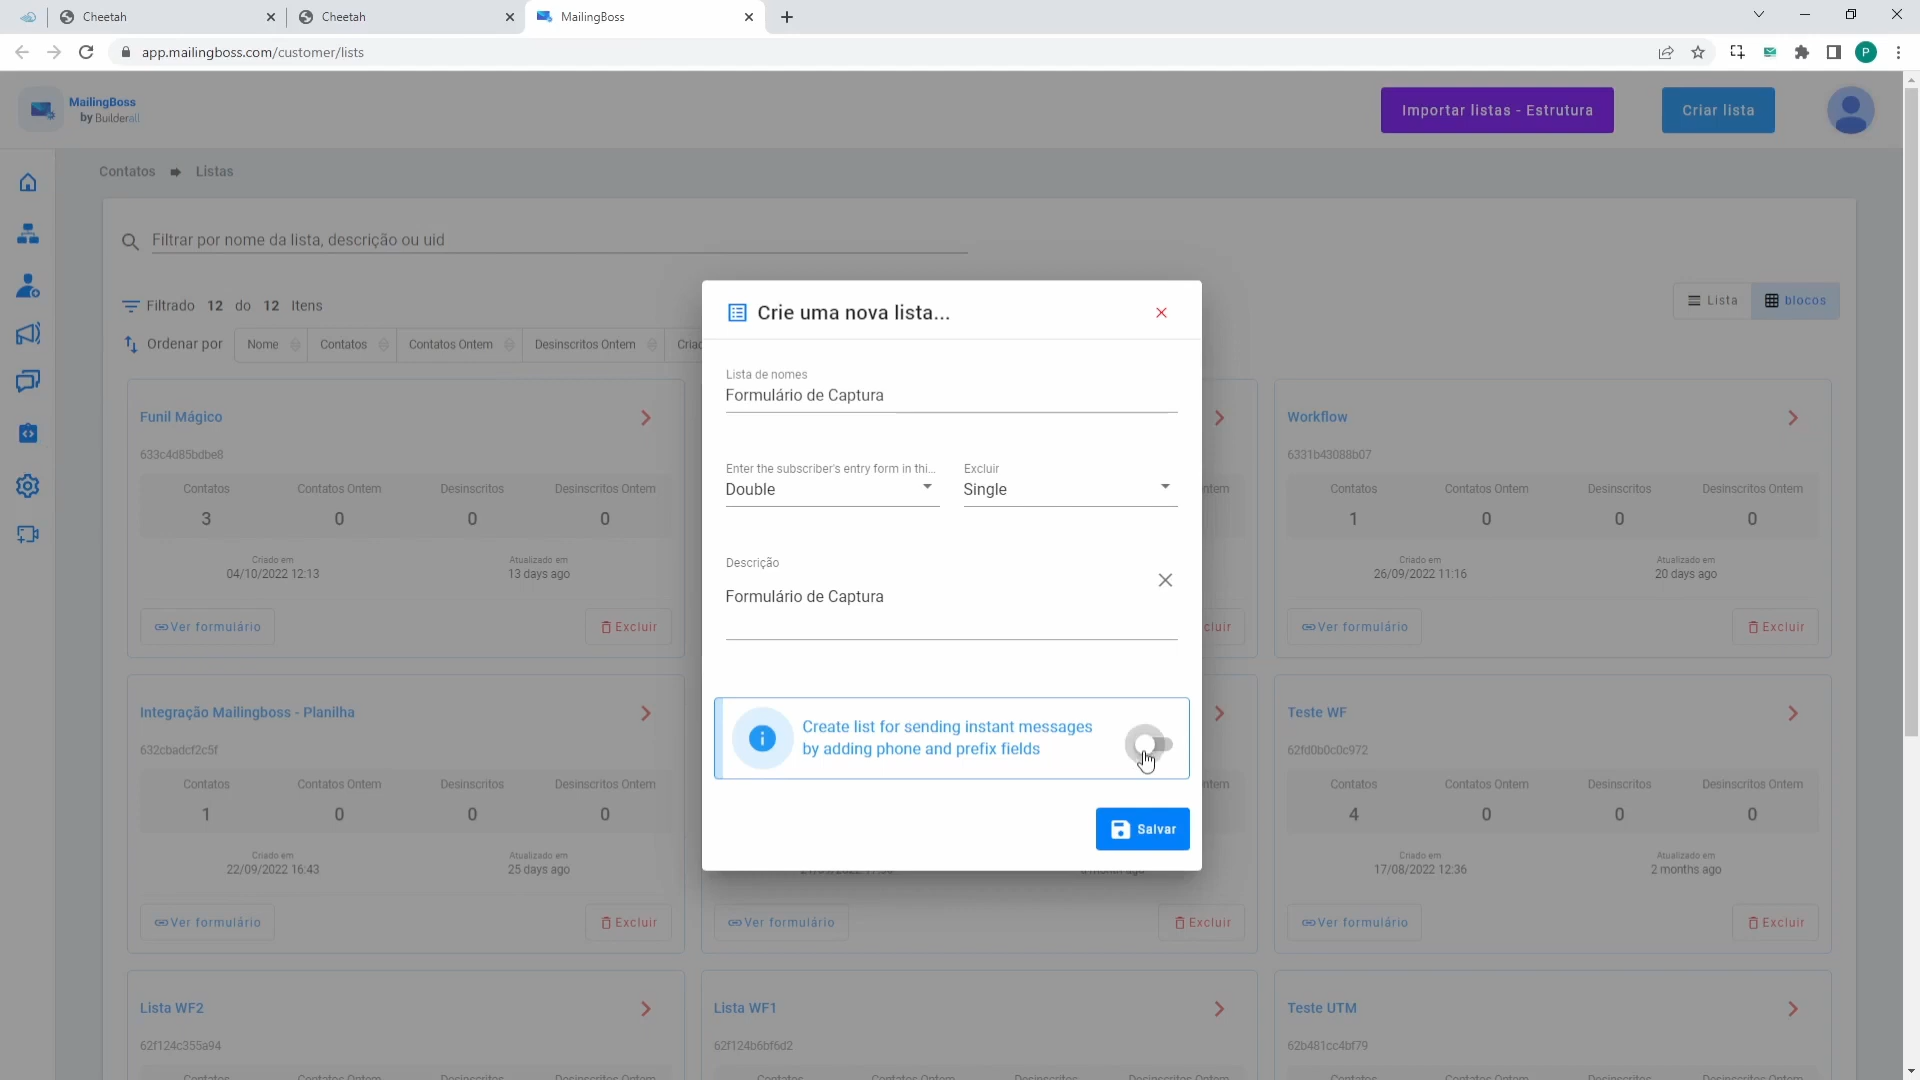 Cheetah
Cheetah
MailingBoss
app.mailingboss.com/customer/lists
P
MailingBoss
by Builderall
Importar listas - Estrutura
Criar lista
Contatos
Listas
Filtrar por nome da lista, descrição ou uid
Filtrado 12 do 12 Itens
Lista
blocos
Ordenar por
Nome
Contatos
Contatos Ontem
Desinscritos Ontem
Crie uma nova lista...
Lista de nomes
Formulário de Captura
Enter the subscriber's entry form in thi...
Double
Excluir
Single
Descrição
Formulário de Captura
Create list for sending instant messages
by adding phone and prefix fields
Salvar
Funil Mágico
633c4d85bdbe8
Contatos
Contatos Ontem
Desinscritos
Desinscritos Ontem
3
0
0
0
Criado em
04/10/2022 12:13
Atualizado em
13 days ago
Ver formulário
Excluir
Workflow
6331b43088b07
Contatos
Contatos Ontem
Desinscritos
Desinscritos Ontem
1
0
0
0
Criado em
26/09/2022 11:16
Atualizado em
20 days ago
Ver formulário
Excluir
Integração Mailingboss - Planilha
632cbadcf2c5f
Contatos
Contatos Ontem
Desinscritos
Desinscritos Ontem
1
0
0
0
Criado em
22/09/2022 16:43
Atualizado em
25 days ago
Ver formulário
Excluir
Ver formulário
Excluir
Teste WF
62fd0b0c0c972
Contatos
Contatos Ontem
Desinscritos
Desinscritos Ontem
4
0
0
0
Criado em
17/08/2022 12:36
Atualizado em
2 months ago
Ver formulário
Excluir
Lista WF2
62f124c355a94
Lista WF1
62f124b6bf6d2
Teste UTM
62b481cc4bf79